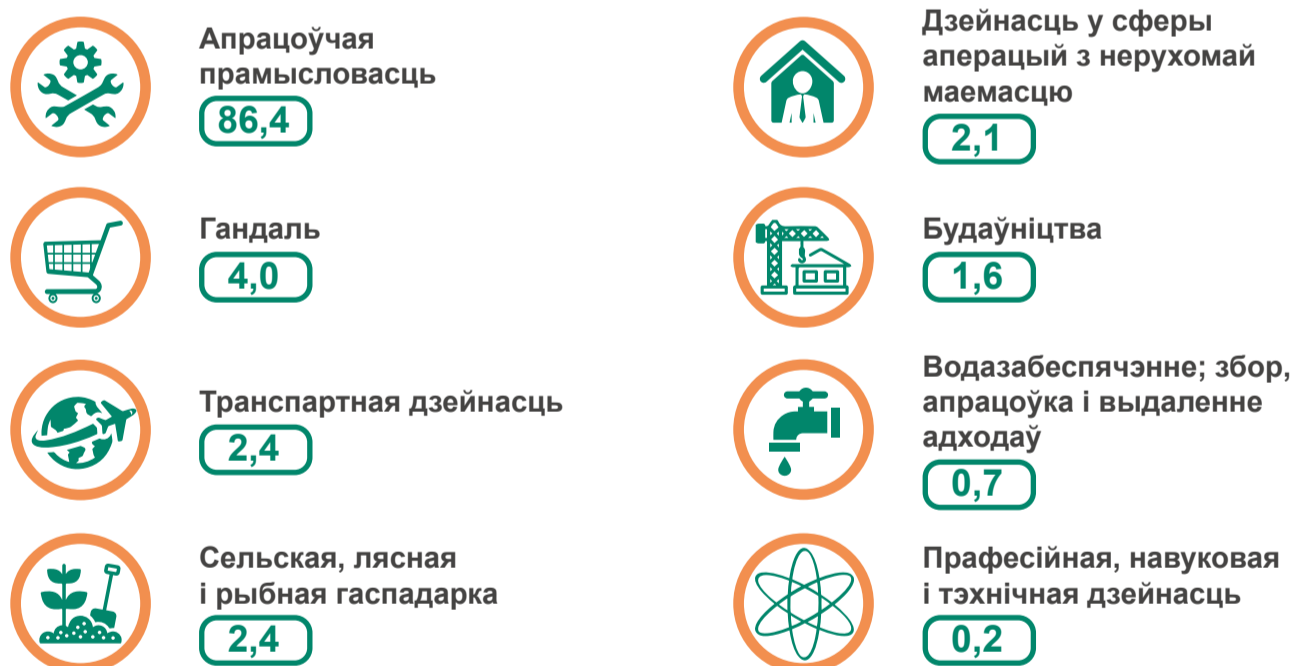 Апрацоўчая
прамысловасць
86,4
Гандаль
4,0
Транспартная дзейнасць
2,4
Сельская, лясная
і рыбная гаспадарка
2,4
Дзейнасць у сферы
аперацый з нерухомай
маемасцю
2,1
Будаўніцтва
1,6
Водазабеспячэнне; збор,
апрацоўка і выдаленне
адходаў
0,7
Прафесійная, навуковая
і тэхнічная дзейнасць
0,2